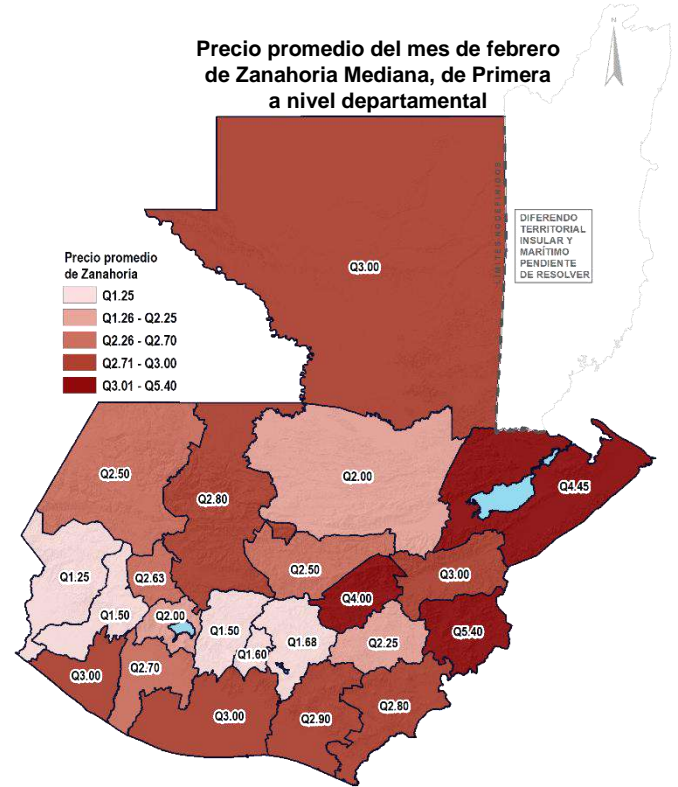 Precio promedio del mes de febrero
de Zanahoria Mediana, de Primera
a nivel departamental
N
LÍMITES NO DEFINIDOS
DIFERENDO
TERRITORIAL
INSULAR Y
MARÍTIMO
PENDIENTE
DE RESOLVER
Precio promedio
de Zanahoria
Q1.25
Q1.26 - Q2.25
Q2.26 - Q2.70
Q2.71 - Q3.00
Q3.01 - Q5.40
Q3.00
Q2.50
Q2.80
Q2.00
Q4.45
Q1.25
Q2.63
Q2.50
Q3.00
Q4.00
Q1.50
Q2.00
Q1.50
Q1.68
Q1.60
Q2.25
Q5.40
Q3.00
Q2.70
Q3.00
Q2.90
Q2.80